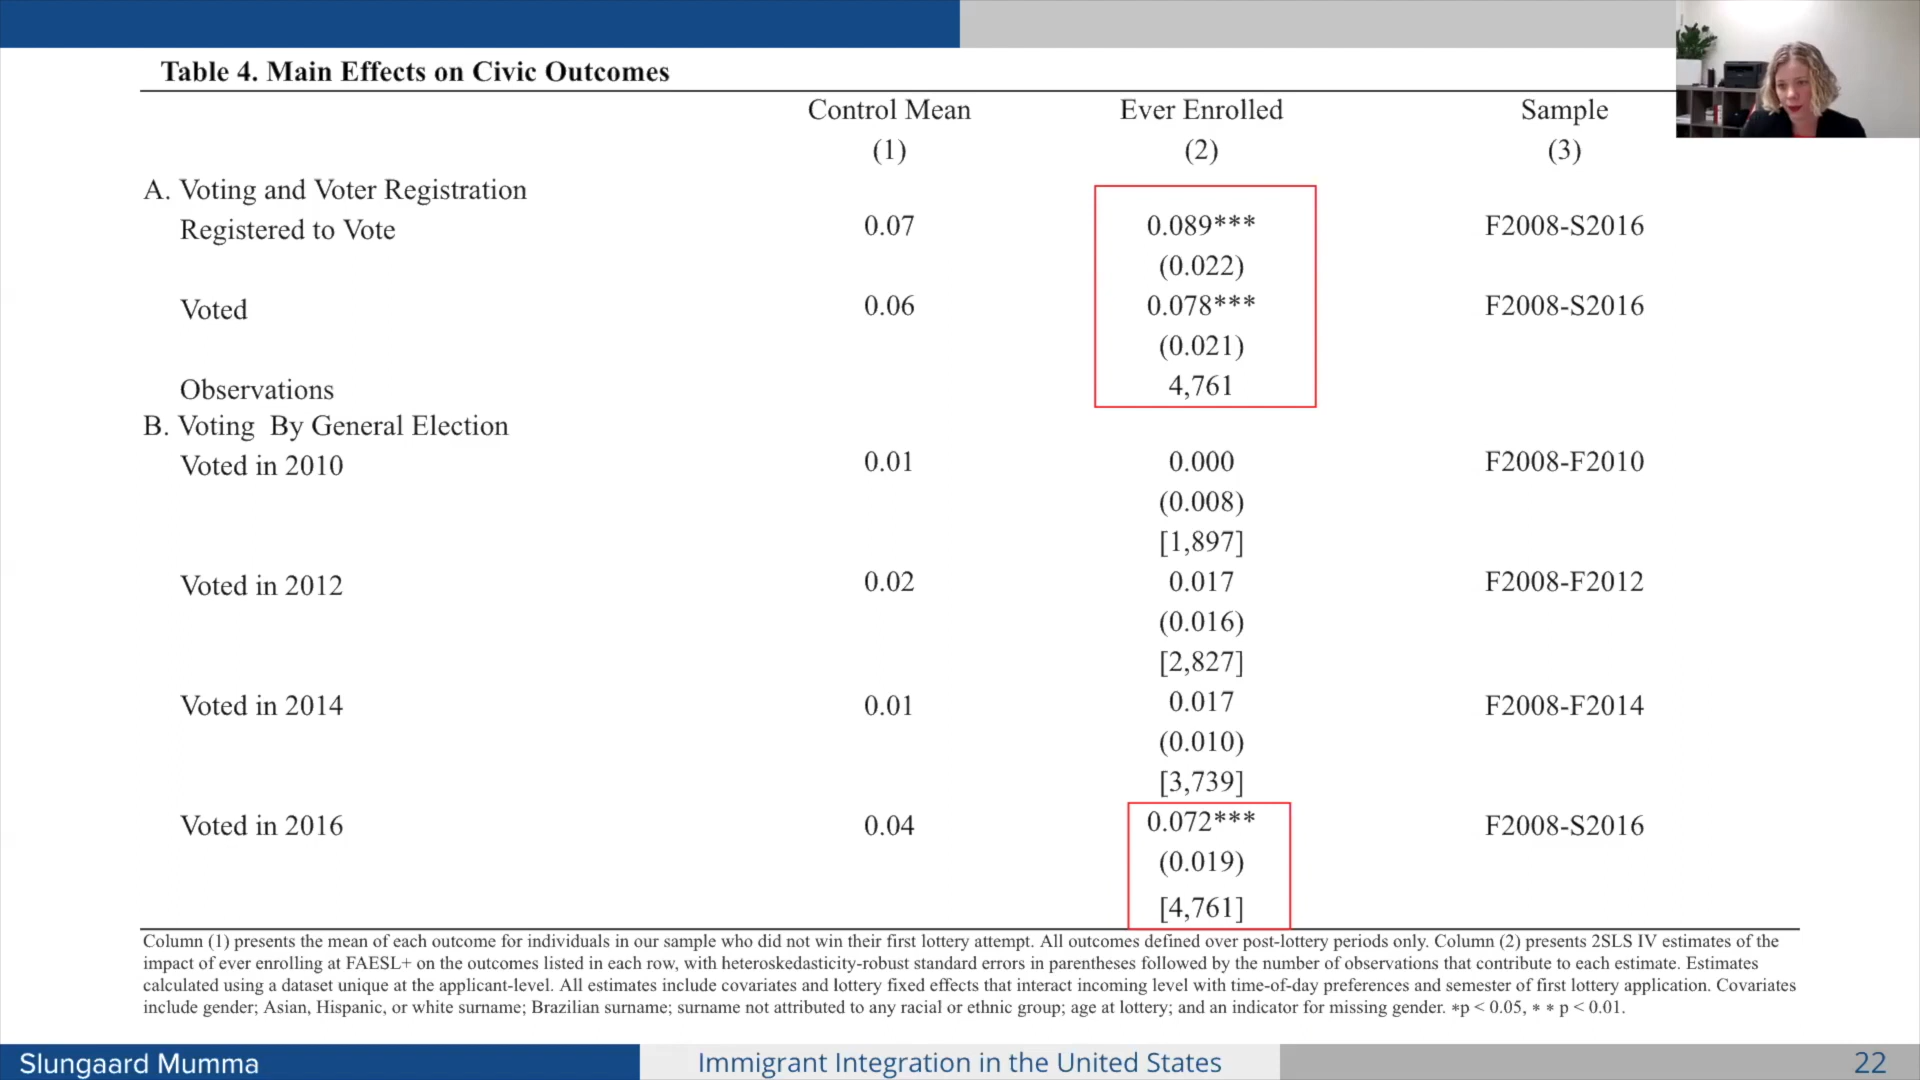 Table 4. Main Effects on Civic Outcomes
Control Mean Ever Enrolled Sample
(1) (2) (3)
A. Voting and Voter Registration
Registered to Vote 0.07 0.089*** F2008-S2016
(0.022)
Voted 0.06 0.078*** F2008-S2016
(0.021)
Observations 4,761
B. Voting By General Election
Voted in 2010 0.01 0.000 F2008-F2010
(0.008)
[1,897]
Voted in 2012 0.02 0.017 F2008-F2012
(0.016)
[2,827]
Voted in 2014 0.01 0.017 F2008-F2014
(0.010)
[3,739]
Voted in 2016 0.04 0.072*** F2008-S2016
(0.019)
[4,761]
Column (1) presents the mean of each outcome for individuals in our sample who did not win their first lottery attempt. All outcomes defined over post-lottery periods only. Column (2) presents 2SLS IV estimates of the
impact of ever enrolling at FAESL+ on the outcomes listed in each row, with heteroskedasticity-robust standard errors in parentheses followed by the number of observations that contribute to each estimate. Estimates
calculated using a dataset unique at the applicant-level. All estimates include covariates and lottery fixed effects that interact incoming level with time-of-day preferences and semester of first lottery application. Covariates
include gender; Asian, Hispanic, or white surname; Brazilian surname; surname not attributed to any racial or ethnic group; age at lottery; and an indicator for missing gender. ∗p < 0.05, ∗ ∗ p < 0.01.
Slungaard Mumma Immigrant Integration in the United States 22